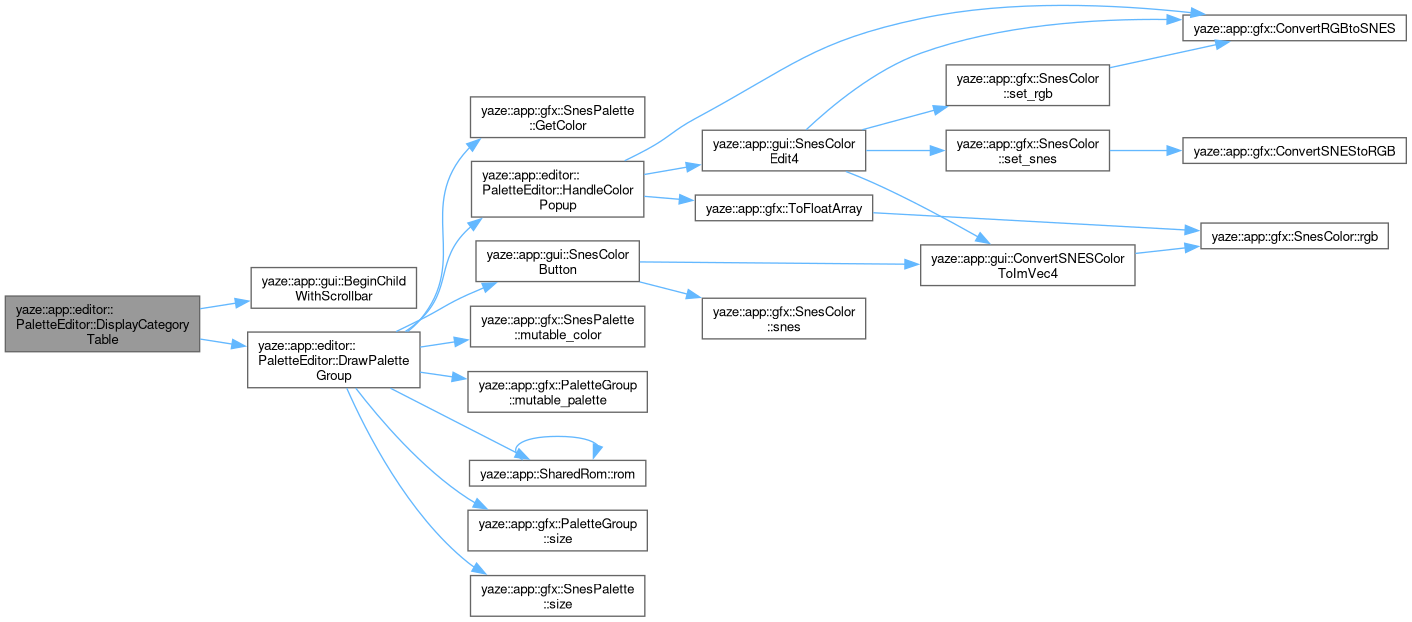 yaze::app::editor::
PaletteEditor::DisplayCategory
Table
yaze::app::gui::BeginChild
WithScrollbar
yaze::app::editor::
PaletteEditor::DrawPalette
Group
yaze::app::gfx::SnesPalette
::GetColor
yaze::app::editor::
PaletteEditor::HandleColor
Popup
yaze::app::gui::SnesColor
Button
yaze::app::gfx::SnesPalette
::mutable_color
yaze::app::gfx::PaletteGroup
::mutable_palette
yaze::app::SharedRom::rom
yaze::app::gfx::PaletteGroup
::size
yaze::app::gfx::SnesPalette
::size
yaze::app::gui::SnesColor
Edit4
yaze::app::gfx::ToFloatArray
yaze::app::gfx::SnesColor
::snes
yaze::app::gfx::SnesColor
::set_rgb
yaze::app::gfx::SnesColor
::set_snes
yaze::app::gui::ConvertSNESColor
ToImVec4
yaze::app::gfx::ConvertRGBtoSNES
yaze::app::gfx::ConvertSNEStoRGB
yaze::app::gfx::SnesColor::rgb